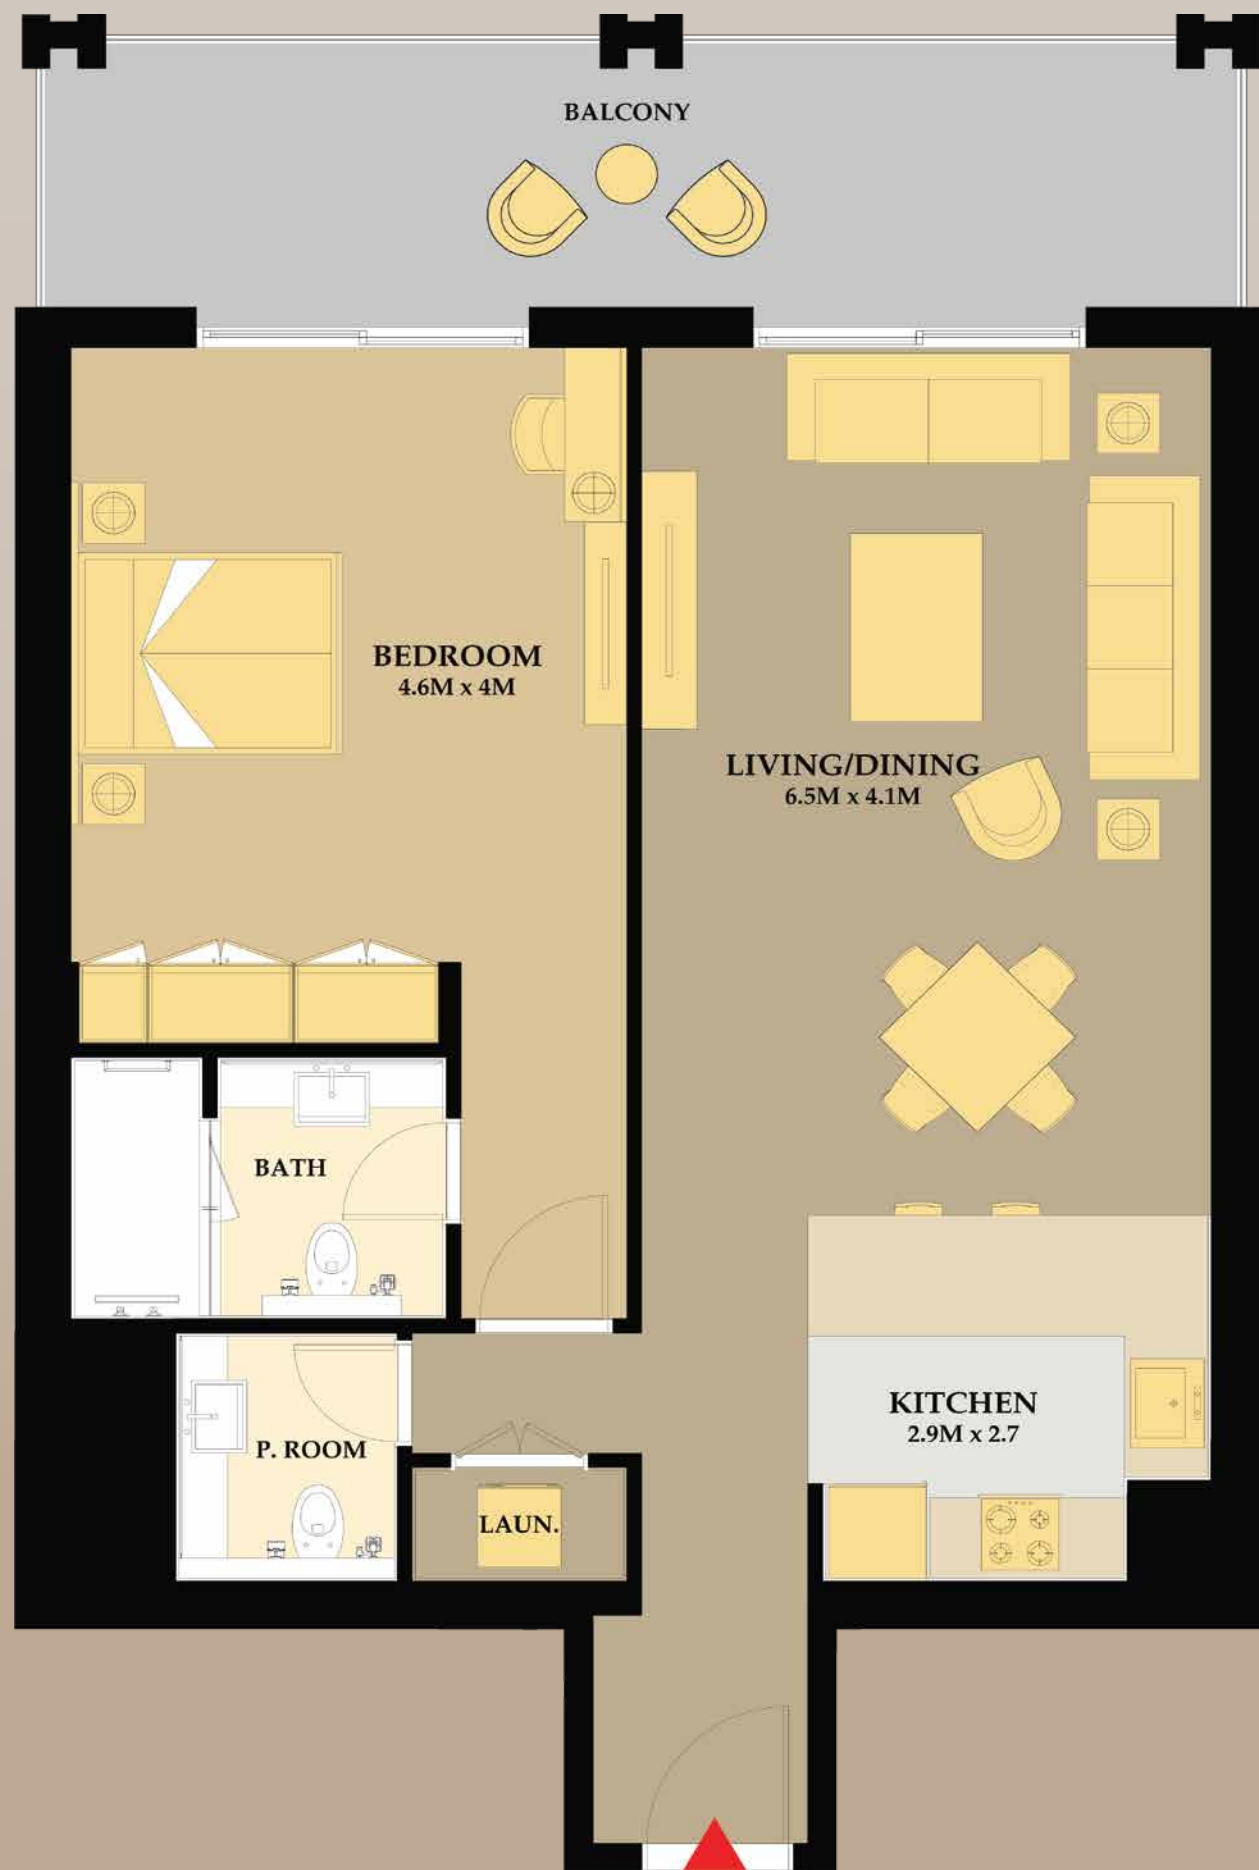 BALCONY
BEDROOM
4.6M x 4M
LIVING/DINING
6.5M x 4.1M
BATH
KITCHEN
2.9M x 2.7
P. ROOM
LAUN.